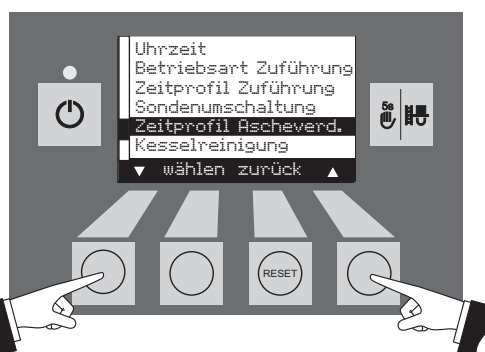 Uhrzeit
Betriebsart Zuführung
Zeitprofil Zuführung
Sondenumschaltung
Zeitprofil Ascheverd.
Kesselreinigung
▼ wählen zurück ▲
5s
RESET